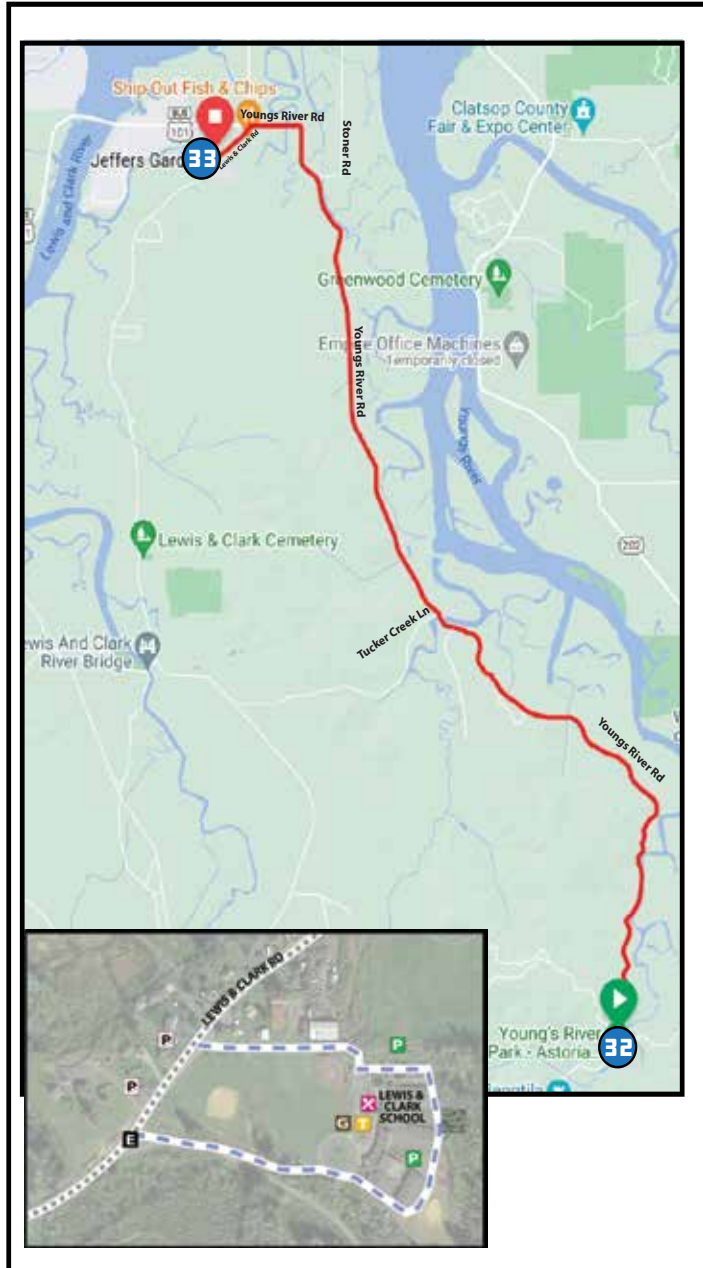 Ship Out Fish & Chips
BUS
101
Youngs River Rd
Lewis & Clark Rd
Jeffers Gard
33
Stoner Rd
Clatsop County
Fair & Expo Center
Lewis and Clark River
Greenwood Cemetery
Empire Office Machines
Temporarily closed
Youngs River Rd
Youngs River
202
Lewis & Clark Cemetery
Tucker Creek Ln
ewis And Clark
River Bridge
Youngs River Rd
Young's River
Park - Astoria
32
LEWIS & CLARK RD
P
P
P
E
LEWIS &
CLARK
SCHOOL
G
T
P